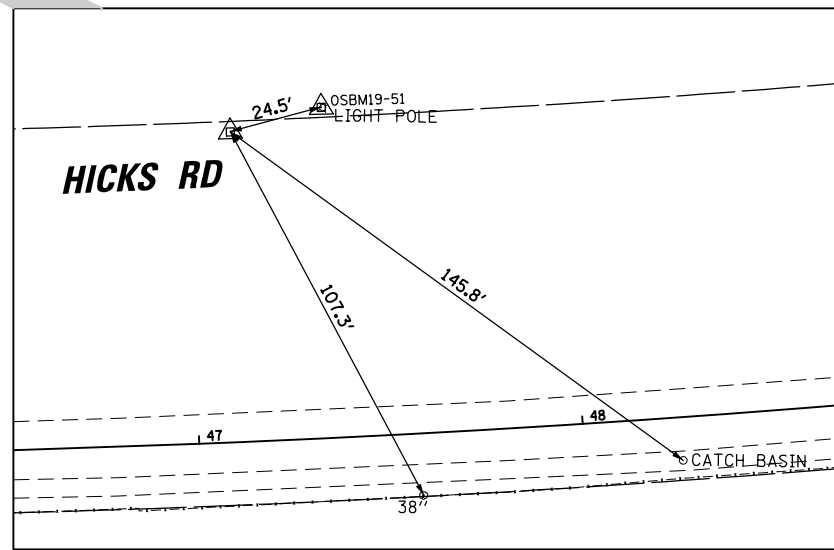 24.5'
OSBM19-51
LIGHT POLE
HICKS RD
145.8'
107.3'
48
47
CATCH BASIN
38''